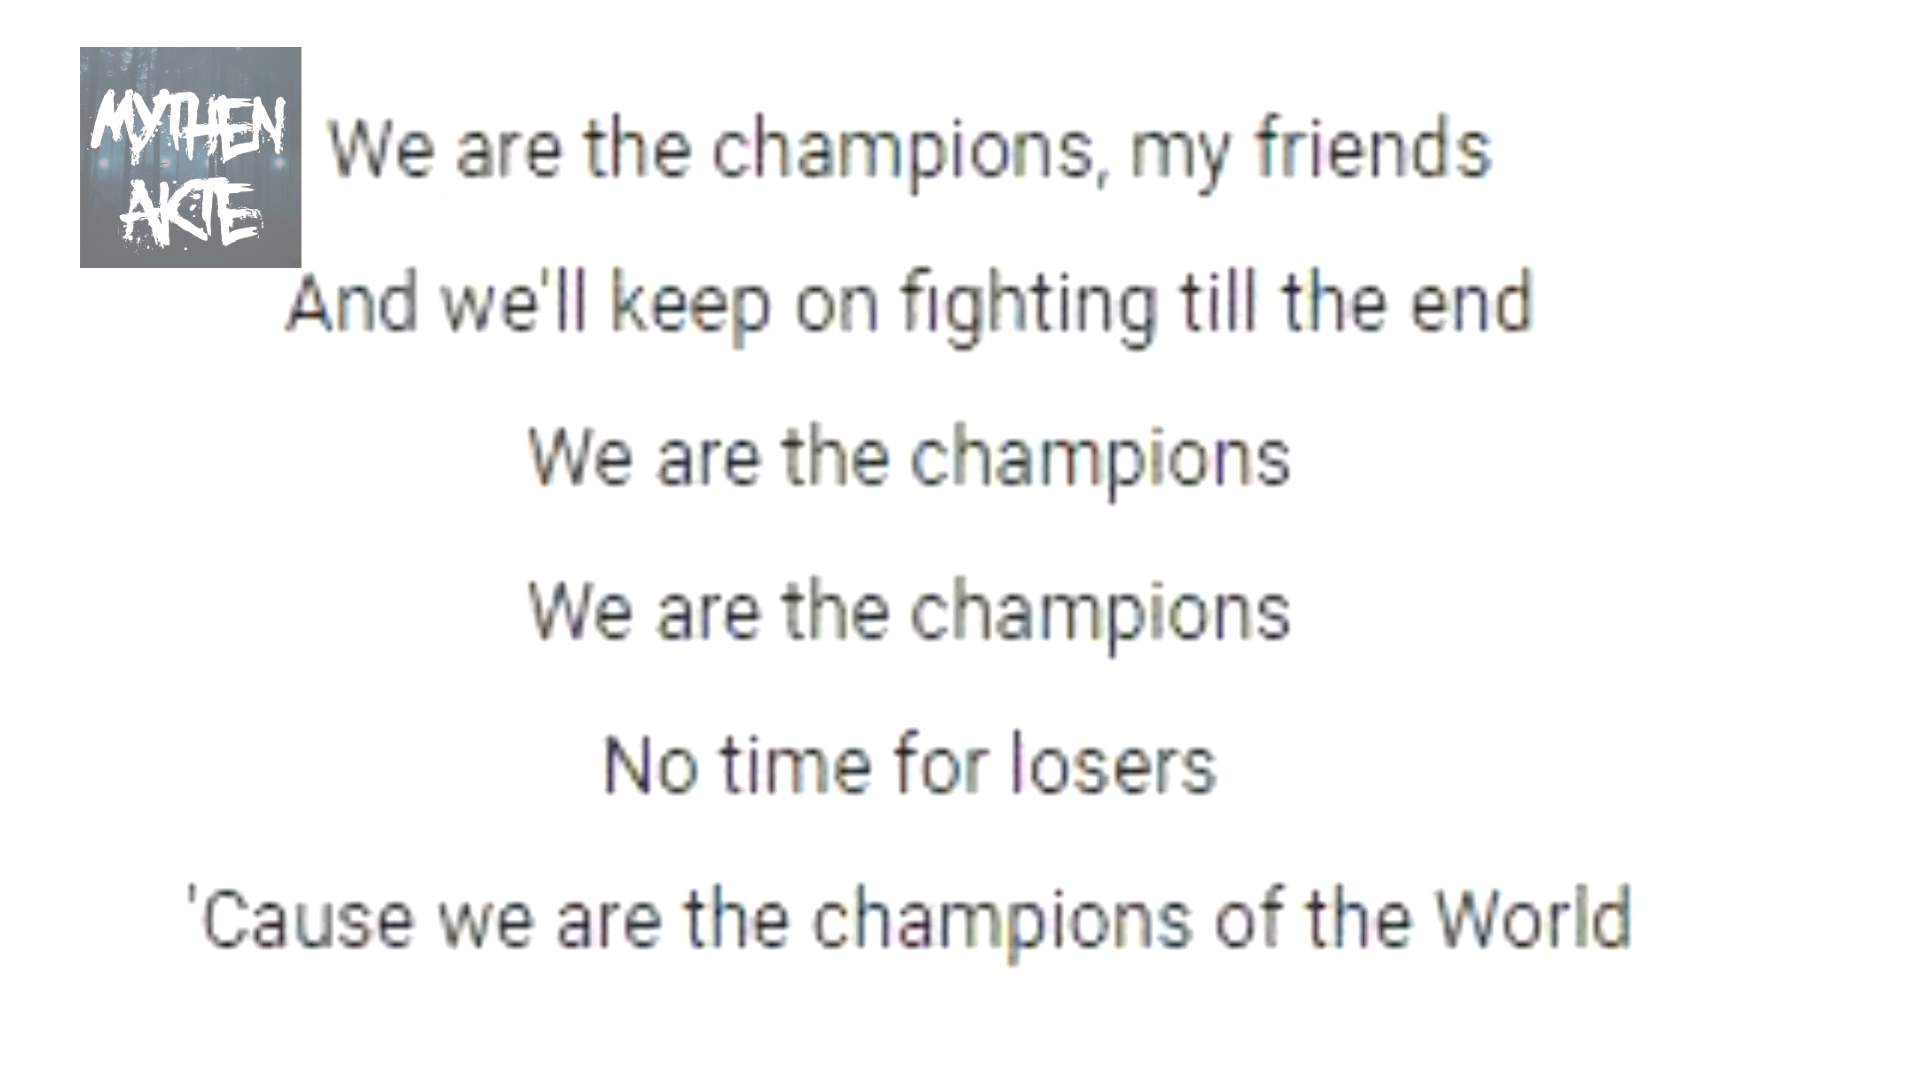 MYTHEN
AKTE
We are the champions, my friends
And we'll keep on fighting till the end
We are the champions
We are the champions
No time for losers
'Cause we are the champions of the World